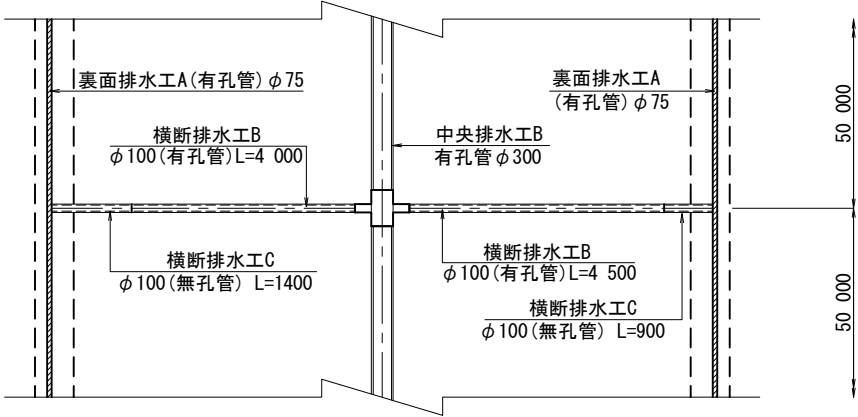 裏面排水工A(有孔管)φ75
裏面排水工A
(有孔管)φ75
横断排水工B
φ100(有孔管)L=4 000
中央排水工B
有孔管φ300
50 000
横断排水工C
φ100(無孔管) L=1400
横断排水工B
φ100(有孔管)L=4 500
横断排水工C
φ100(無孔管) L=900
50 000